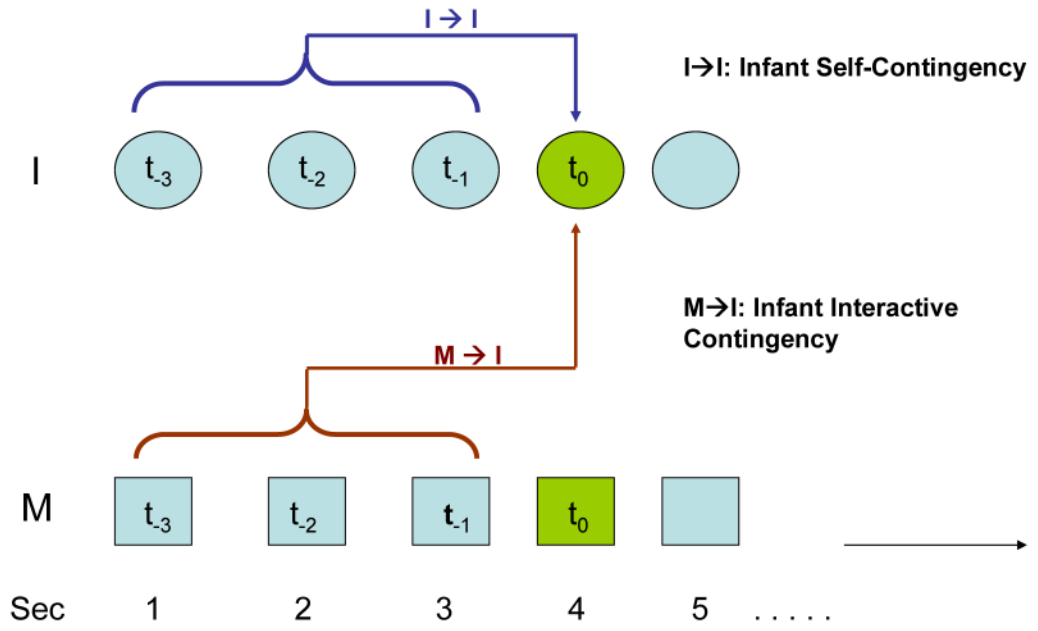 I → I
I→I: Infant Self-Contingency
I t-3 t-2 t-1 t0
M→I: Infant Interactive
Contingency
M → I
M t-3 t-2 t-1 t0
Sec 1 2 3 4 5 . . . . .